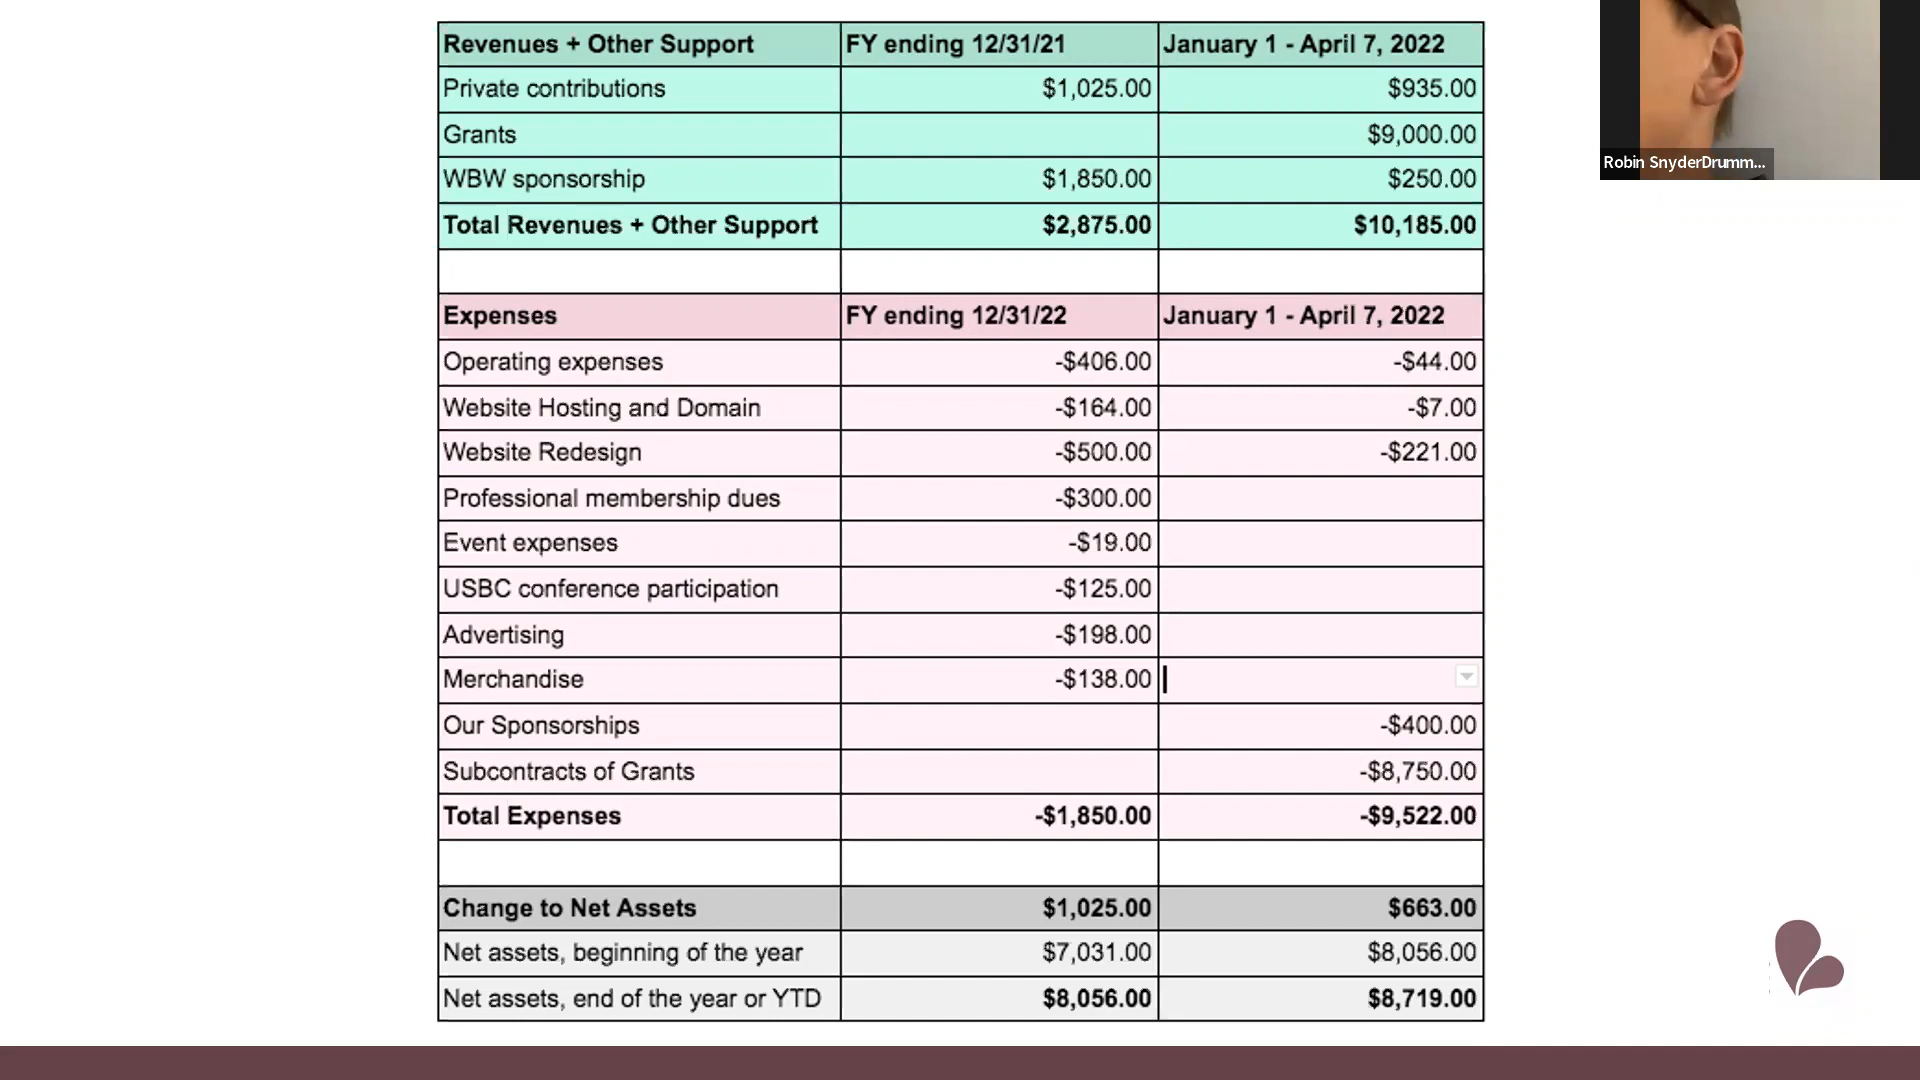 Revenues + Other Support FY ending 12/31/21 January 1 - April 7, 2022
Private contributions $1,025.00 $935.00
Grants $9,000.00
WBW sponsorship $1,850.00 $250.00
Total Revenues + Other Support $2,875.00 $10,185.00
Expenses FY ending 12/31/22 January 1 - April 7, 2022
Operating expenses -$406.00 -$44.00
Website Hosting and Domain -$164.00 -$7.00
Website Redesign -$500.00 -$221.00
Professional membership dues -$300.00
Event expenses -$19.00
USBC conference participation -$125.00
Advertising -$198.00
Merchandise -$138.00
Our Sponsorships -$400.00
Subcontracts of Grants -$8,750.00
Total Expenses -$1,850.00 -$9,522.00
Change to Net Assets $1,025.00 $663.00
Net assets, beginning of the year $7,031.00 $8,056.00
Net assets, end of the year or YTD $8,056.00 $8,719.00
Robin SnyderDrumm...